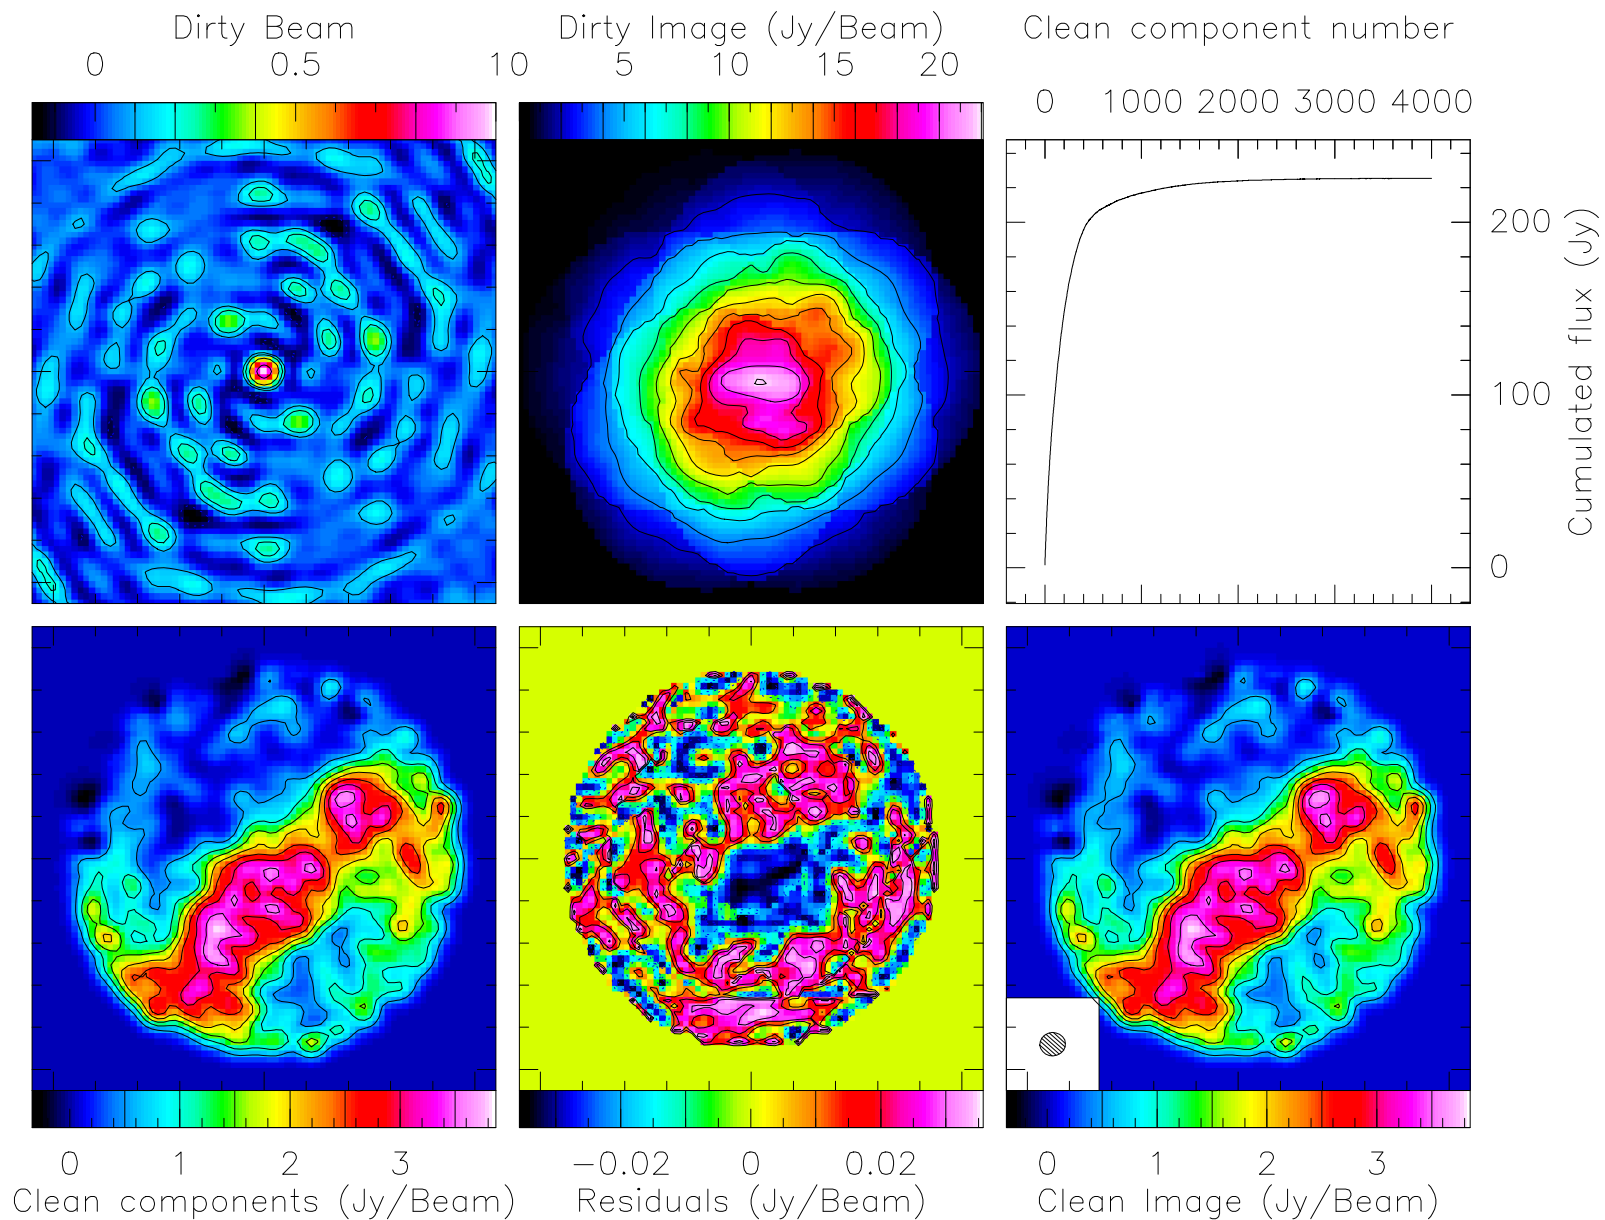 Dirty Beam
0 0.5 1
Dirty Image (Jy/Beam)
0 5 10 15 20
Clean component number
0 1000 2000 3000 4000
200
100
0
Cumulated flux (Jy)
0 1 2 3
Clean components (Jy/Beam)
−0.02 0 0.02
Residuals (Jy/Beam)
0 1 2 3
Clean Image (Jy/Beam)